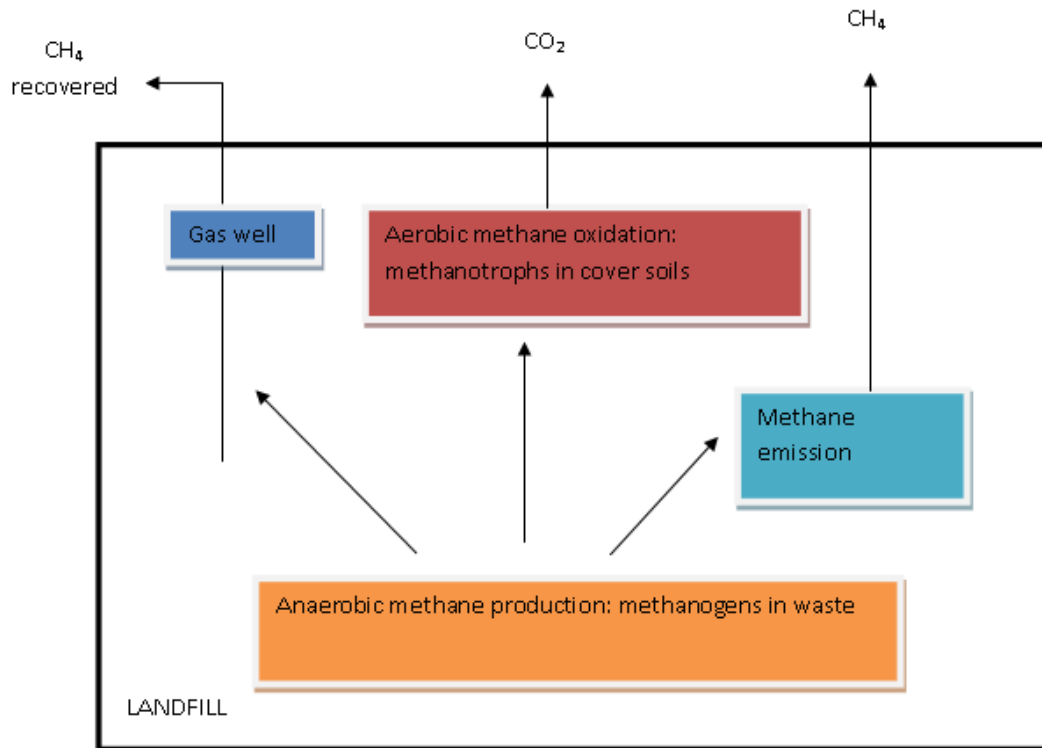 CH₄
recovered
CO₂
CH₄
Gas well
Aerobic methane oxidation:
methanotrophs in cover soils
Methane
emission
Anaerobic methane production: methanogens in waste
LANDFILL